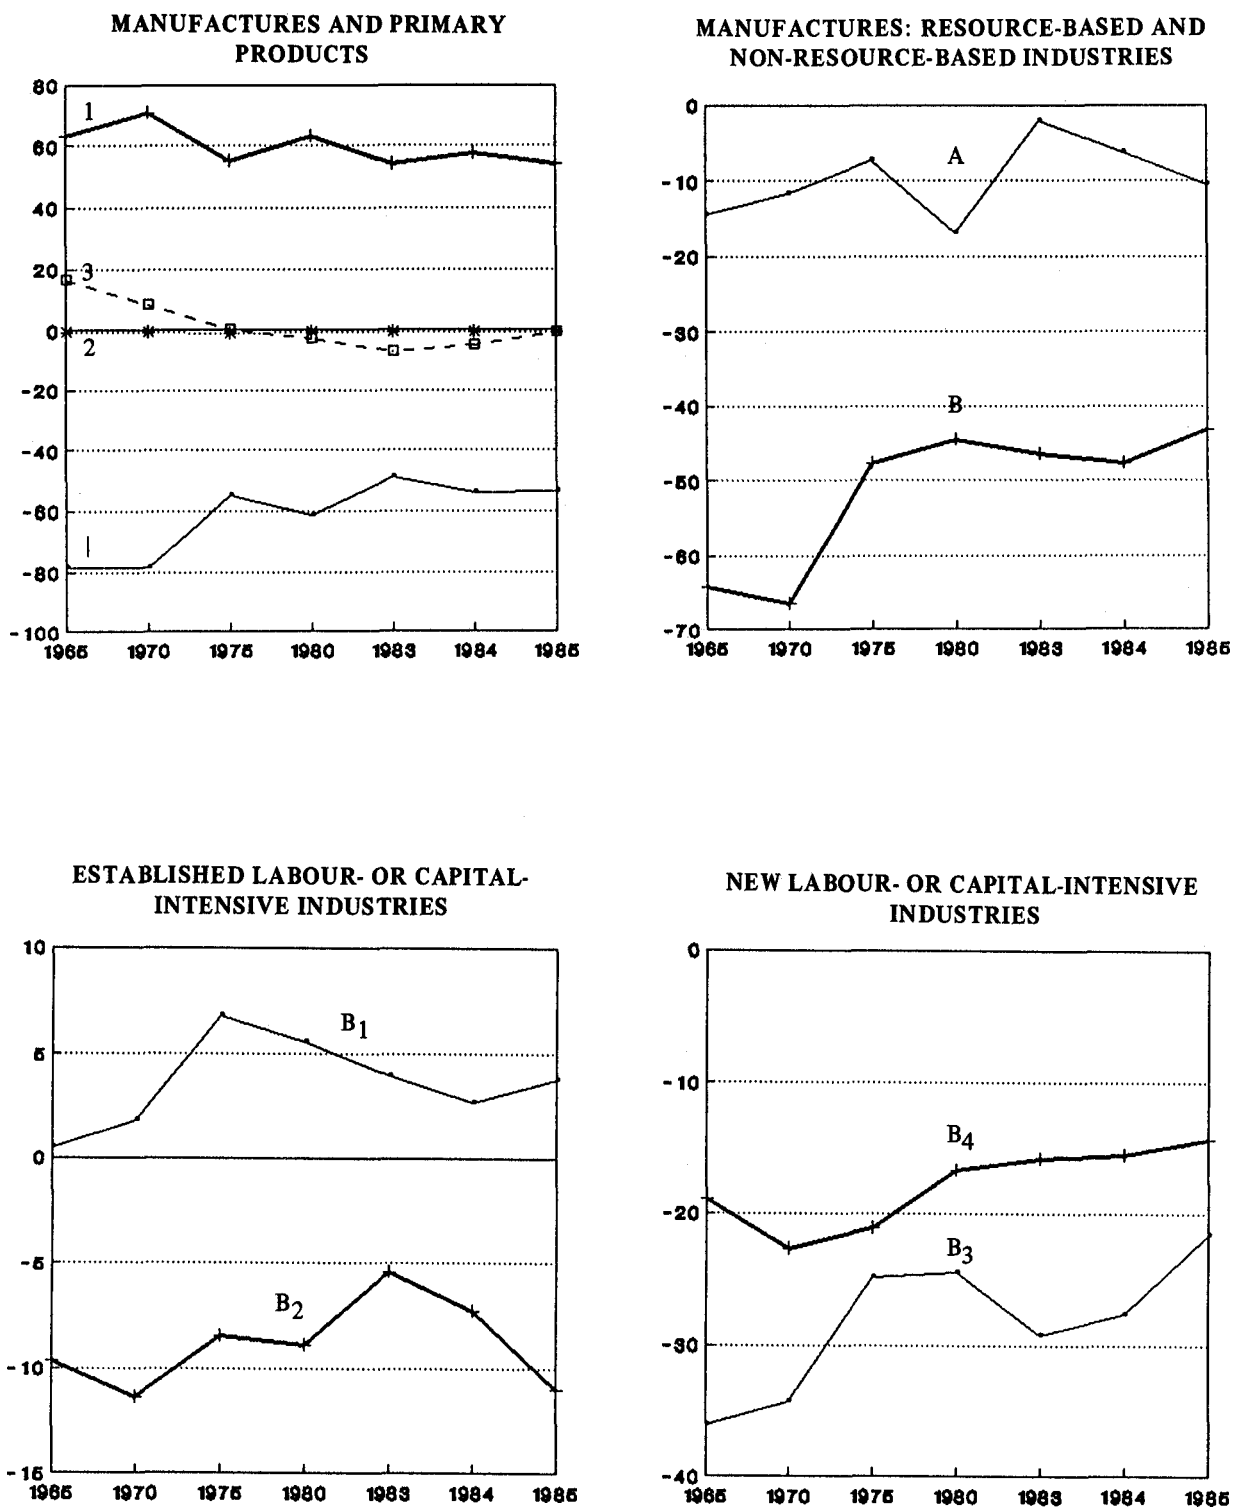 MANUFACTURES AND PRIMARY
PRODUCTS
80
60
40
20
0
-20
-40
-60
-80
-100
1
3
2
I
1965 1970 1975 1980 1983 1984 1985
MANUFACTURES: RESOURCE-BASED AND
NON-RESOURCE-BASED INDUSTRIES
0
-10
-20
-30
-40
-50
-60
-70
A
B
1965 1970 1975 1980 1983 1984 1985
ESTABLISHED LABOUR- OR CAPITAL-
INTENSIVE INDUSTRIES
10
5
0
-5
-10
-15
B1
B2
1965 1970 1975 1980 1983 1984 1985
NEW LABOUR- OR CAPITAL-INTENSIVE
INDUSTRIES
0
-10
-20
-30
-40
B4
B3
1965 1970 1975 1980 1983 1984 1985